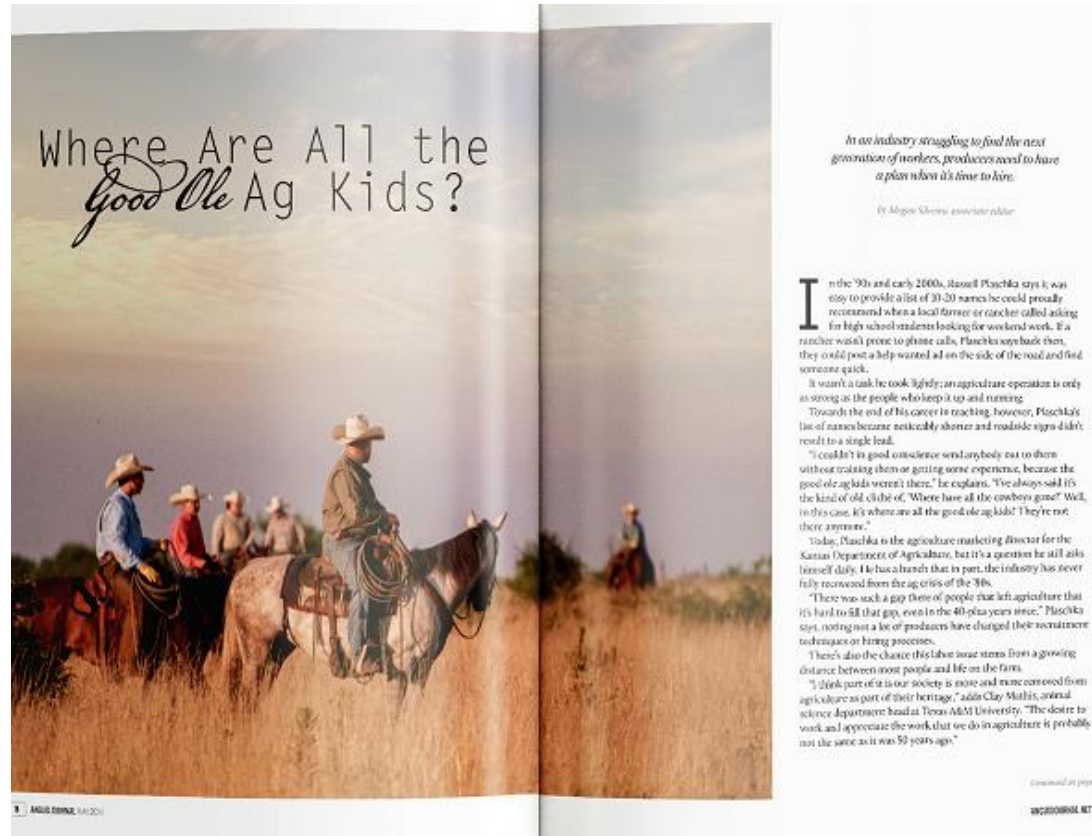 Where Are All the
Good Ole Ag Kids?
In an industry struggling to find the next
generation of workers, producers need to have
a plan when it's time to hire.
by Megan Silveira, associate editor
In the '90s and early 2000s, Russell Plaschka says it was
easy to provide a list of 10-20 names he could proudly
recommend when a local farmer or rancher called asking
for high school students looking for weekend work. If a
rancher wasn't prone to phone calls, Plaschka says back then,
they could post a help wanted ad on the side of the road and find
someone quick.
It wasn't a task he took lightly; an agriculture operation is only
as strong as the people who keep it up and running.
Towards the end of his career in teaching, however, Plaschka's
list of names became noticeably shorter and roadside signs didn't
result to a single lead.
"I couldn't in good conscience send anybody out to them
without training them or getting some experience, because the
good ole ag kids weren't there," he explains. "I've always said it's
the kind of old cliché of, 'Where have all the cowboys gone?' Well,
in this case, it's where are all the good ole ag kids? They're not
there anymore."
Today, Plaschka is the agriculture marketing director for the
Kansas Department of Agriculture, but it's a question he still asks
himself daily. He has a hunch that in part, the industry has never
fully recovered from the ag crisis of the '80s.
"There was such a gap there of people that left agriculture that
it's hard to fill that gap, even in the 40-plus years since," Plaschka
says, noting not a lot of producers have changed their recruitment
techniques or hiring processes.
There's also the chance this labor issue stems from a growing
distance between most people and life on the farm.
"I think part of it is our society is more and more removed from
agriculture as part of their heritage," adds Clay Mathis, animal
science department head at Texas A&M University. "The desire to
work and appreciate the work that we do in agriculture is probably
not the same as it was 50 years ago."
Continued on page
ANGUS JOURNAL
ANGUSJOURNAL.NET